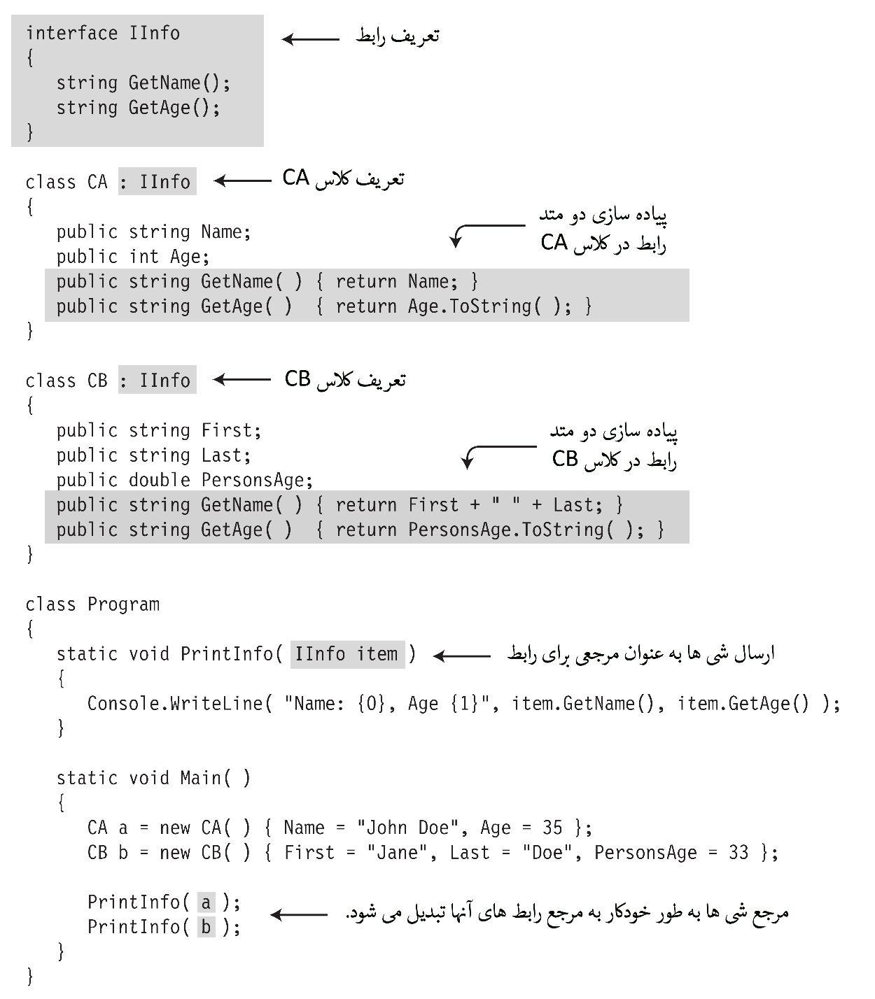 interface IInfo
تعریف رابط
{
string GetName();
string GetAge();
}
class CA : IInfo
تعریف کلاس CA
{
پیاده سازی دو متد
رابط در کلاس CA
public string Name;
public int Age;
public string GetName( ) { return Name; }
public string GetAge( )  { return Age.ToString( ); }
}
class CB : IInfo
تعریف کلاس CB
{
public string First;
پیاده سازی دو متد
رابط در کلاس CB
public string Last;
public double PersonsAge;
public string GetName( ) { return First + " " + Last; }
public string GetAge( )  { return PersonsAge.ToString( ); }
}
class Program
{
static void PrintInfo( IInfo item )
ارسال شی ها به عنوان مرجعی برای رابط
{
Console.WriteLine( "Name: {0}, Age {1}", item.GetName(), item.GetAge() );
}
static void Main( )
{
CA a = new CA( ) { Name = "John Doe", Age = 35 };
CB b = new CB( ) { First = "Jane", Last = "Doe", PersonsAge = 33 };
PrintInfo( a );
PrintInfo( b );
مرجع شی ها به طور خودکار به مرجع رابط های آنها تبدیل می شود.
}
}